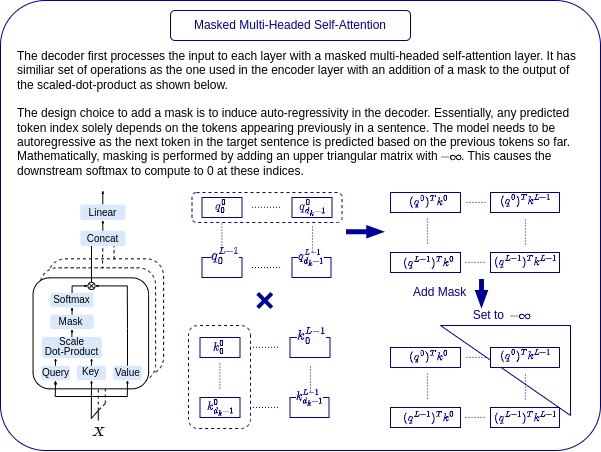 Masked Multi-Headed Self-Attention
The decoder first processes the input to each layer with a masked multi-headed self-attention layer. It has
similiar set of operations as the one used in the encoder layer with an addition of a mask to the output of
the scaled-dot-product as shown below.
The design choice to add a mask is to induce auto-regressivity in the decoder. Essentially, any predicted
token index solely depends on the tokens appearing previously in a sentence. The model needs to be
autoregressive as the next token in the target sentence is predicted based on the previous tokens so far.
Mathematically, masking is performed by adding an upper triangular matrix with −∞. This causes the
downstream softmax to compute to 0 at these indices.
Linear
Concat
Softmax
Mask
Scale
Dot-Product
Query Key Value
X
q_0^0 .......... q_{d_k−1}^0
q_0^{L−1} .......... q_{d_k−1}^{L−1}
×
k_0^0 .......... k_0^{L−1}
k_{d_k−1}^0 .......... k_{d_k−1}^{L−1}
(q^0)^T k^0 ....... (q^0)^T k^{L−1}
(q^{L−1})^T k^0 ....... (q^{L−1})^T k^{L−1}
Add Mask
Set to −∞
(q^0)^T k^0 ....... (q^0)^T k^{L−1}
(q^{L−1})^T k^0 ....... (q^{L−1})^T k^{L−1}